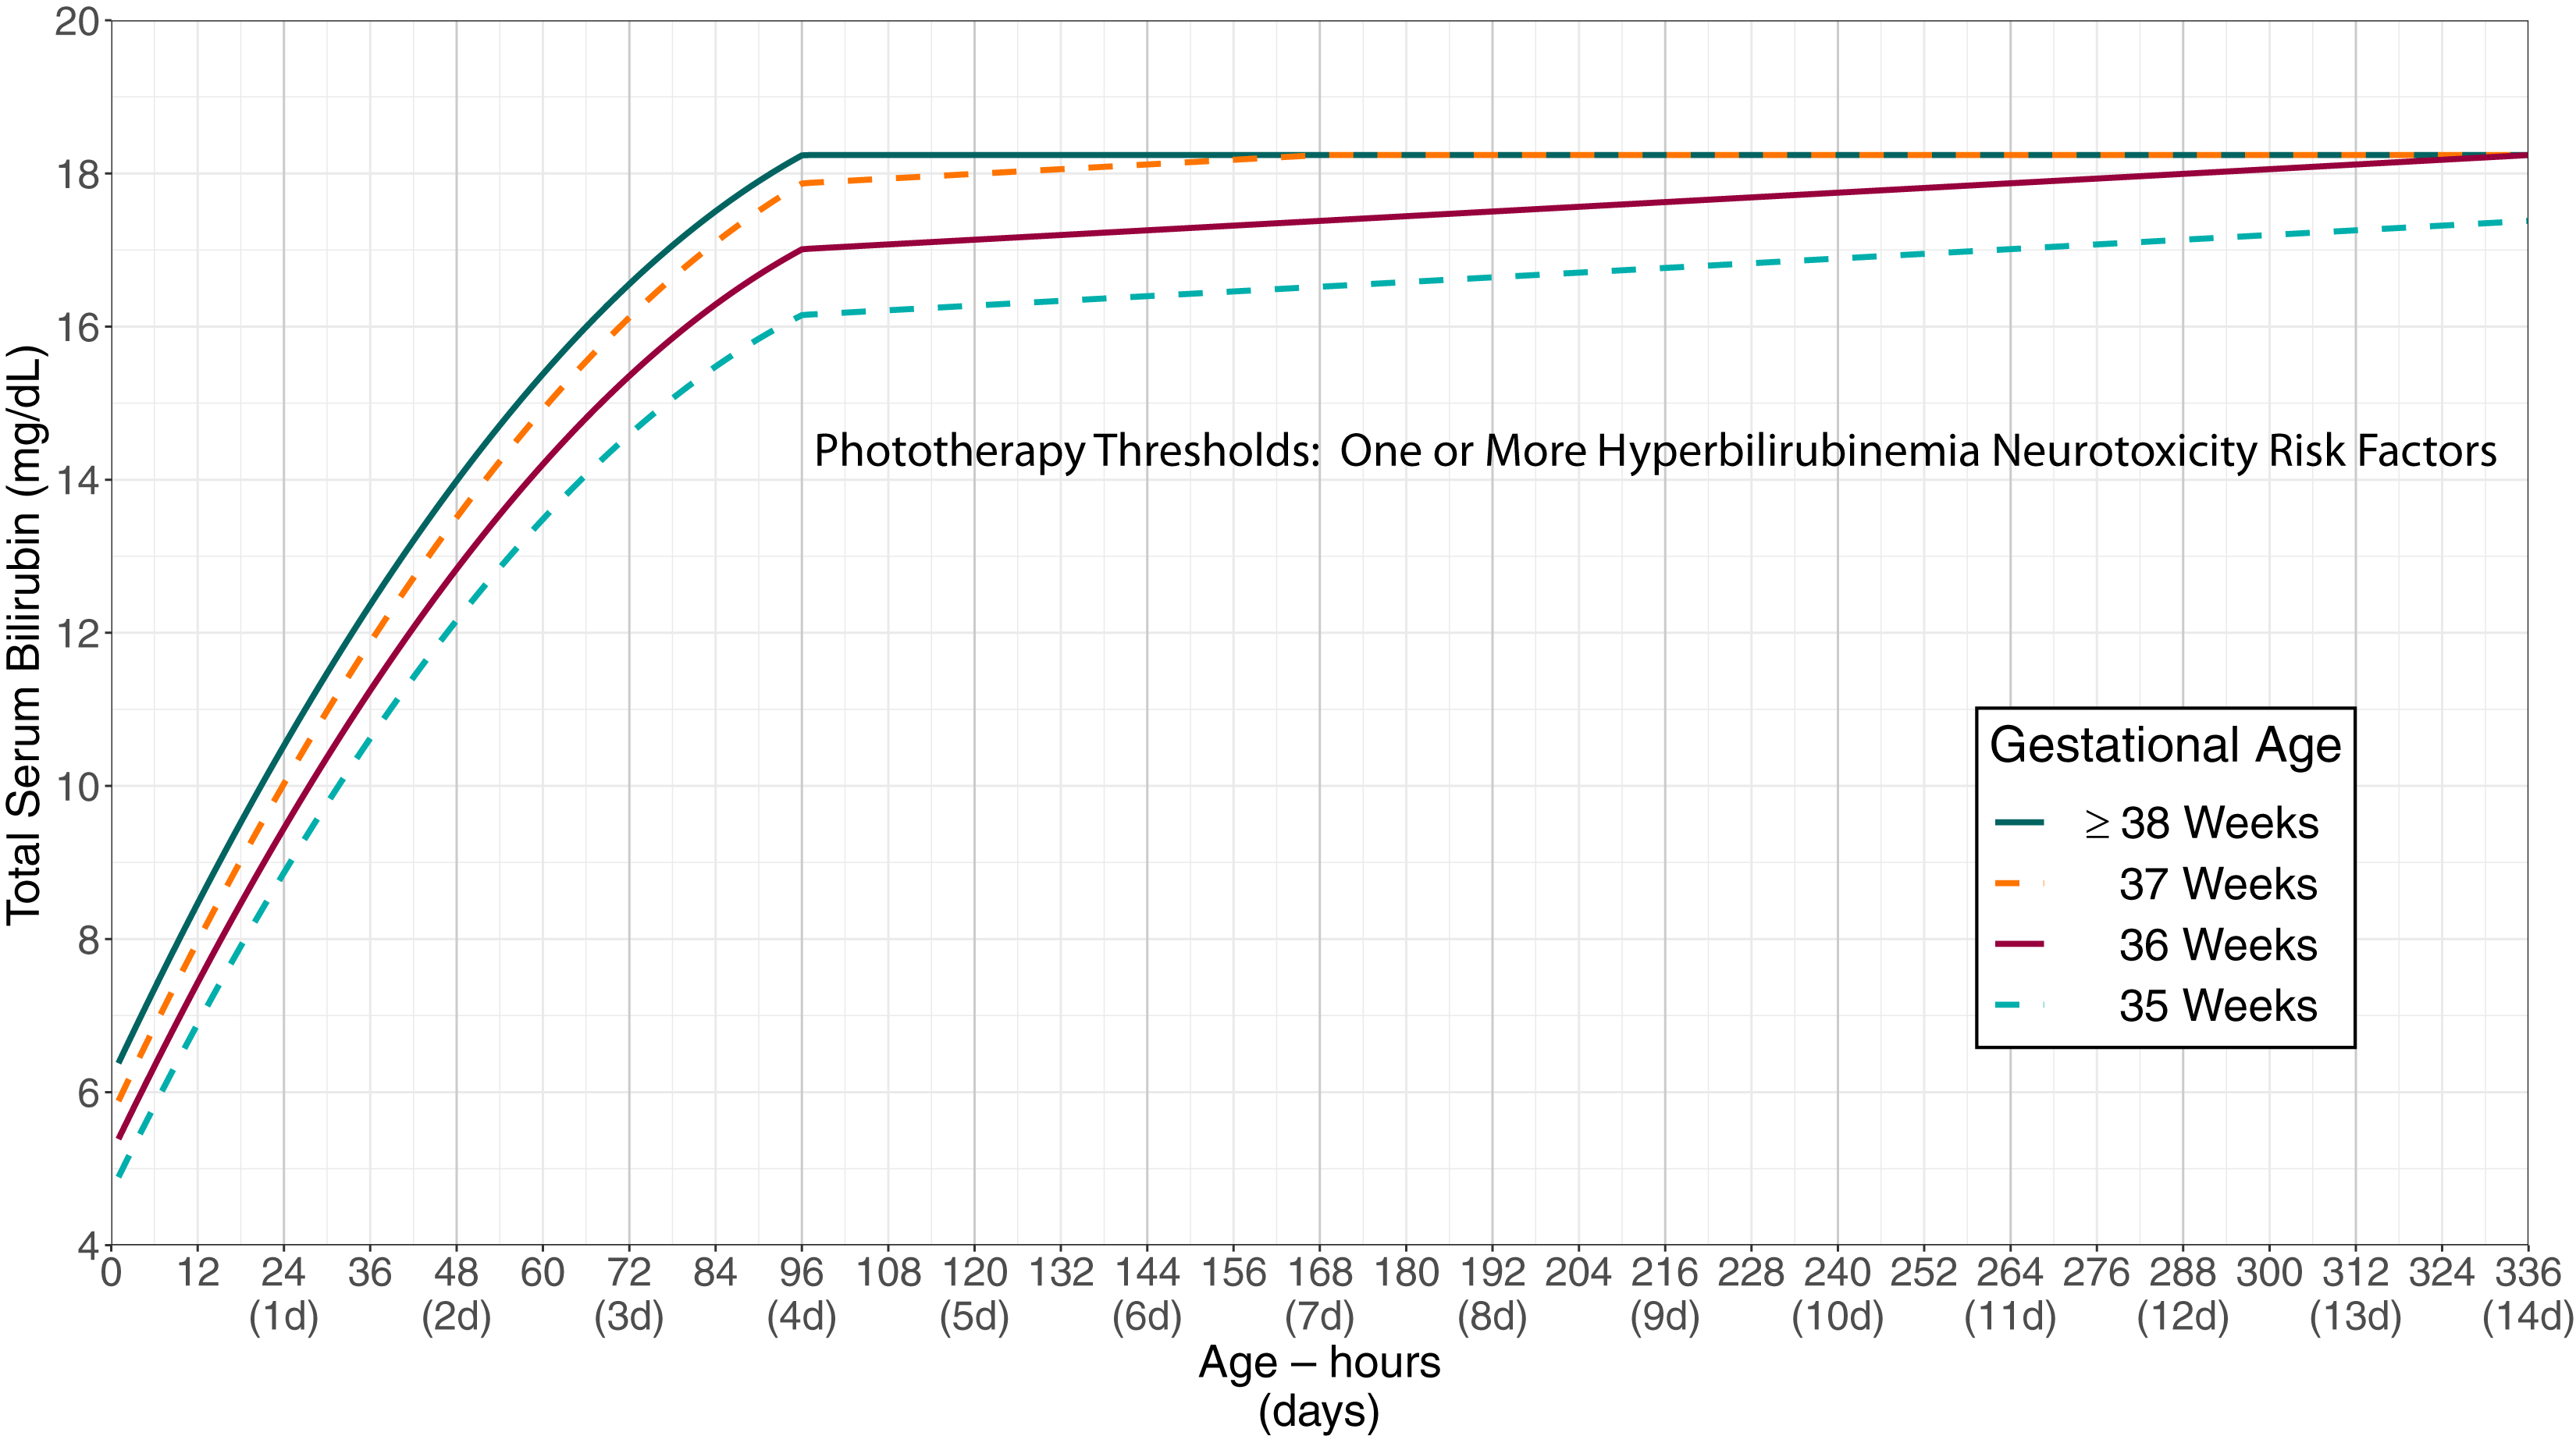 Total Serum Bilirubin (mg/dL)
20
18
16
14
12
10
8
6
4
Phototherapy Thresholds: One or More Hyperbilirubinemia Neurotoxicity Risk Factors
Gestational Age
≥ 38 Weeks
37 Weeks
36 Weeks
35 Weeks
0 12 24 36 48 60 72 84 96 108 120 132 144 156 168 180 192 204 216 228 240 252 264 276 288 300 312 324 336
(1d) (2d) (3d) (4d) (5d) (6d) (7d) (8d) (9d) (10d) (11d) (12d) (13d) (14d)
Age – hours
(days)